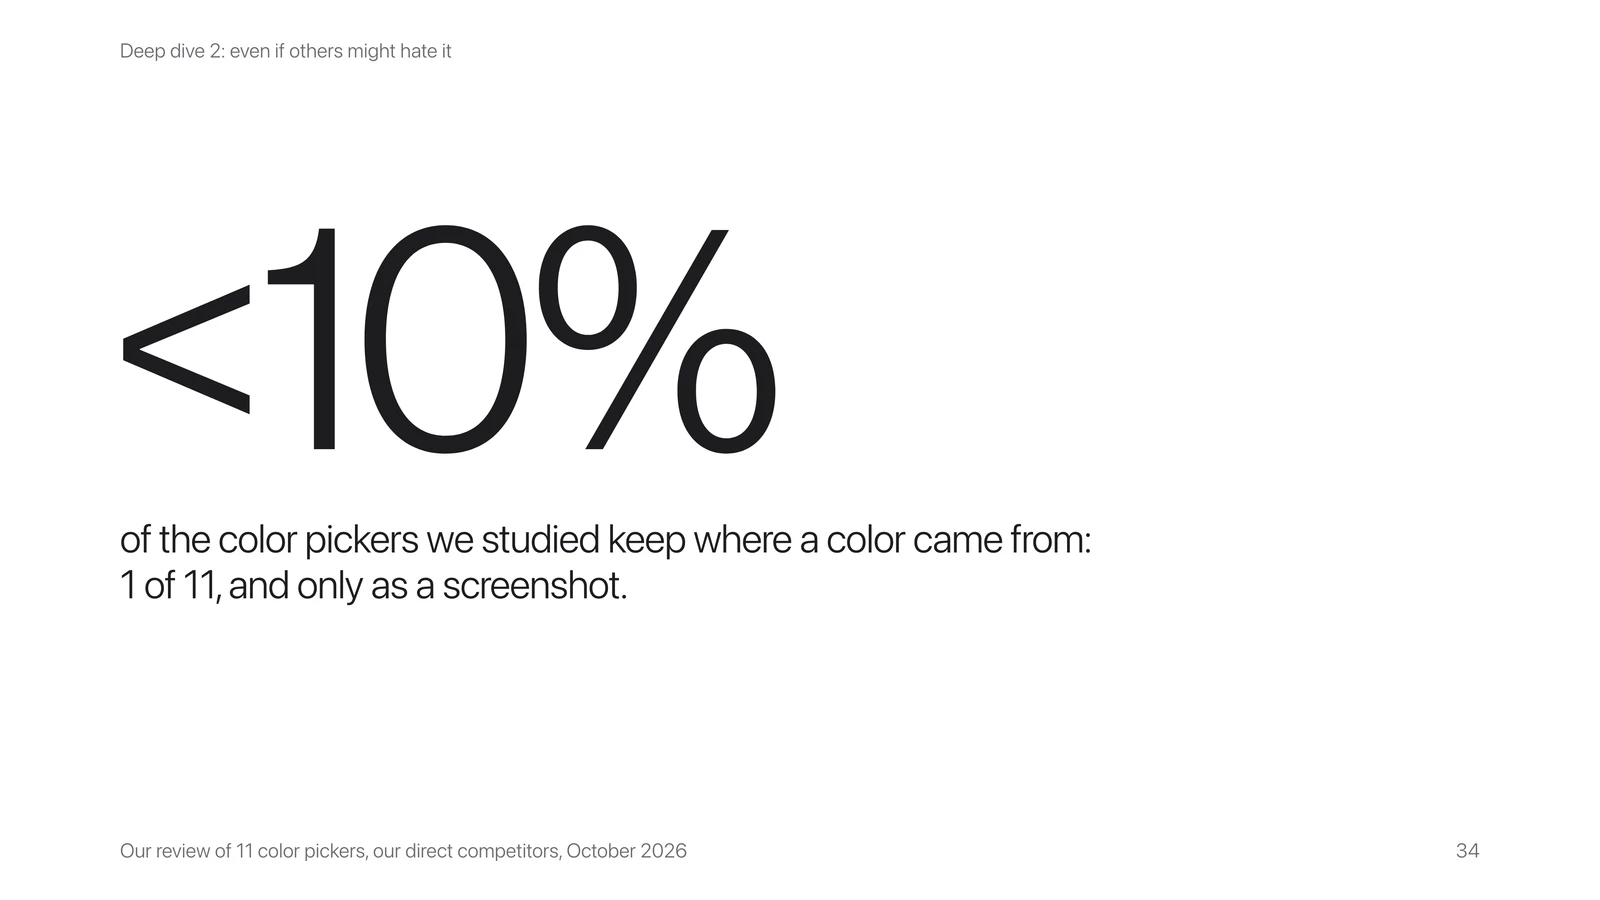 Deep dive 2: even if others might hate it
<10%
of the color pickers we studied keep where a color came from:
1 of 11, and only as a screenshot.
Our review of 11 color pickers, our direct competitors, October 2026
34